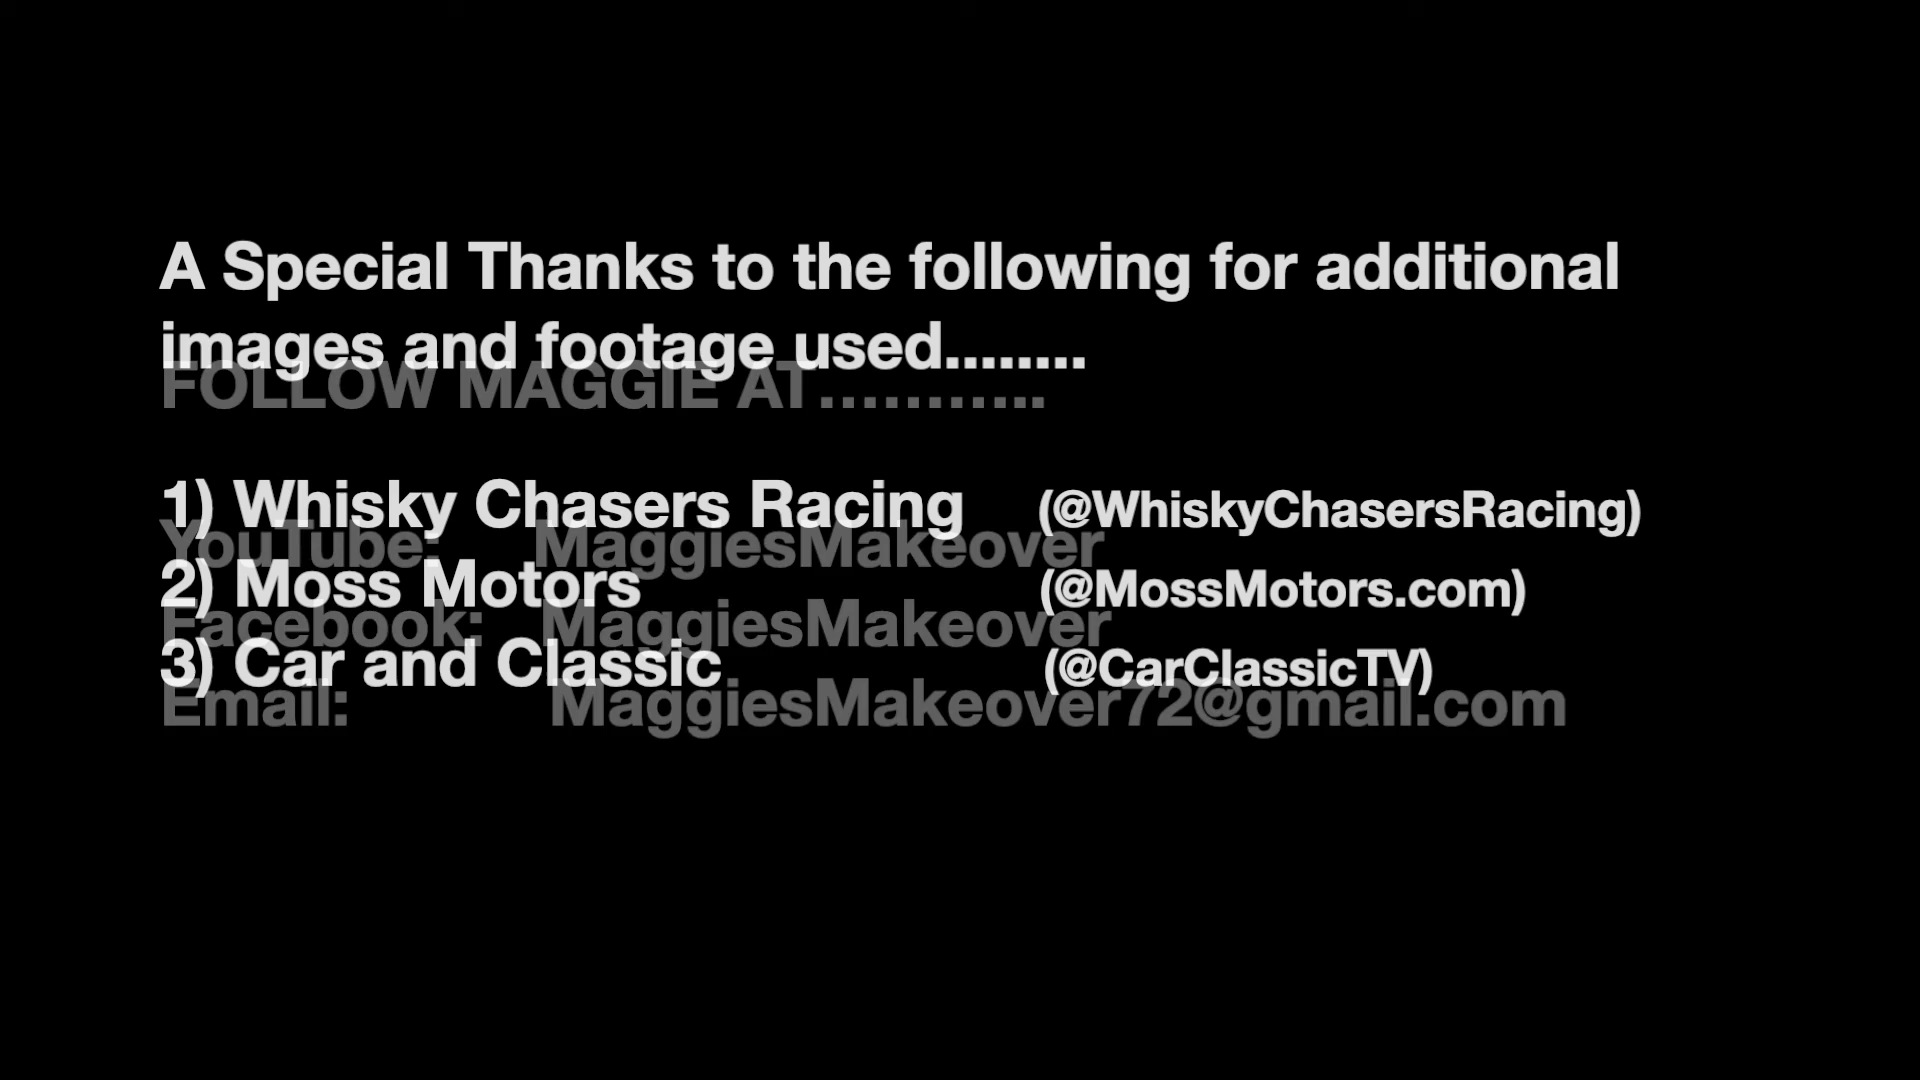 A Special Thanks to the following for additional
images and footage used........
FOLLOW MAGGIE AT………...
1) Whisky Chasers Racing (@WhiskyChasersRacing)
YouTube: MaggiesMakeover
2) Moss Motors (@MossMotors.com)
Facebook: MaggiesMakeover
3) Car and Classic (@CarClassicTV)
Email: MaggiesMakeover72@gmail.com